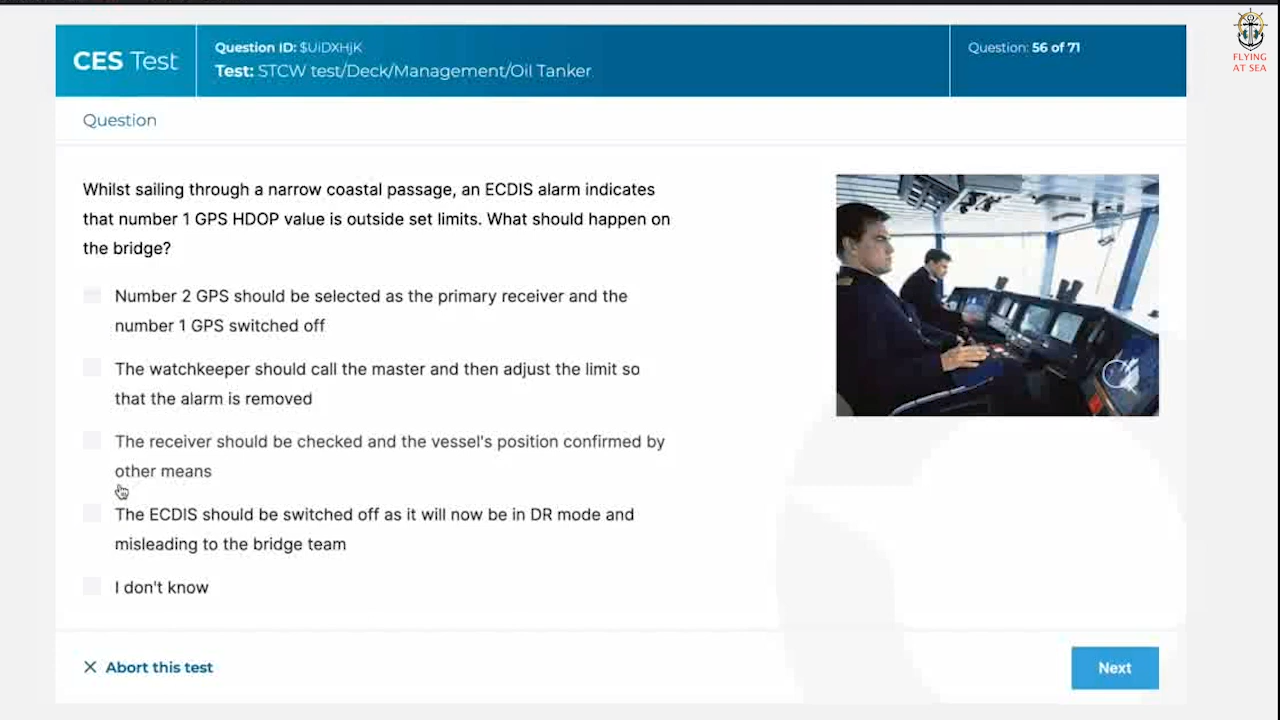 CES Test
Question ID: $UiDXHjK
Test: STCW test/Deck/Management/Oil Tanker
Question: 56 of 71
FLYING
AT SEA
Question
Whilst sailing through a narrow coastal passage, an ECDIS alarm indicates
that number 1 GPS HDOP value is outside set limits. What should happen on
the bridge?
Number 2 GPS should be selected as the primary receiver and the
number 1 GPS switched off
The watchkeeper should call the master and then adjust the limit so
that the alarm is removed
The receiver should be checked and the vessel's position confirmed by
other means
The ECDIS should be switched off as it will now be in DR mode and
misleading to the bridge team
I don't know
Abort this test
Next